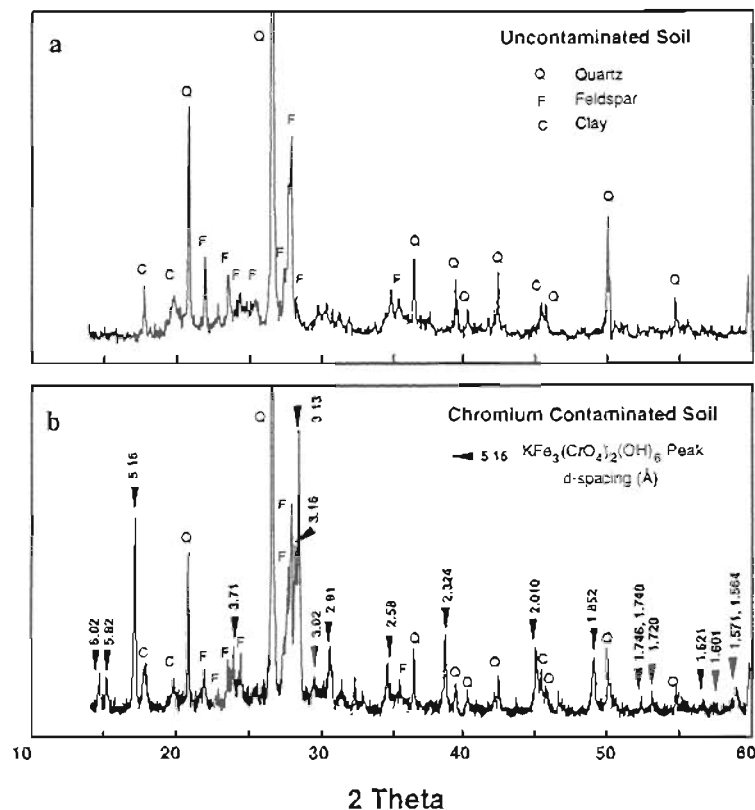 a
Q
Uncontaminated Soil
Q Quartz
F Feldspar
C Clay
Q
F
Q
F
F
F F
F
F
C
C
F
Q
Q
Q
Q
C
Q
Q
Q
b
Q
3.13
Chromium Contaminated Soil
5.16 KFe3(CrO4)2(OH)6 Peak
d-spacing (Å)
5.16
F
3.16
Q
F
6.02
5.82
C
C
F
F
F
3.71
F
3.02
2.91
2.58
F
Q
2.324
Q
Q
Q
2.010
C
Q
1.852
Q
1.746, 1.740
1.720
Q
1.621
1.601
1.571, 1.564
10 20 30 40 50 60
2 Theta